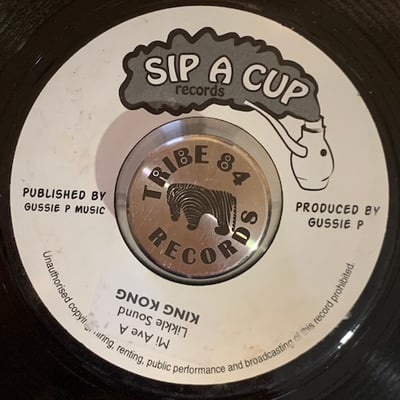 SIP A CUP
records
TRIBE 84
RECORDS
PUBLISHED BY
GUSSIE P MUSIC
PRODUCED BY
GUSSIE P
Mi Ave A
Likkle Sound
KING KONG
Unauthorised copying, hiring, renting, public performance and broadcasting of this record prohibited.